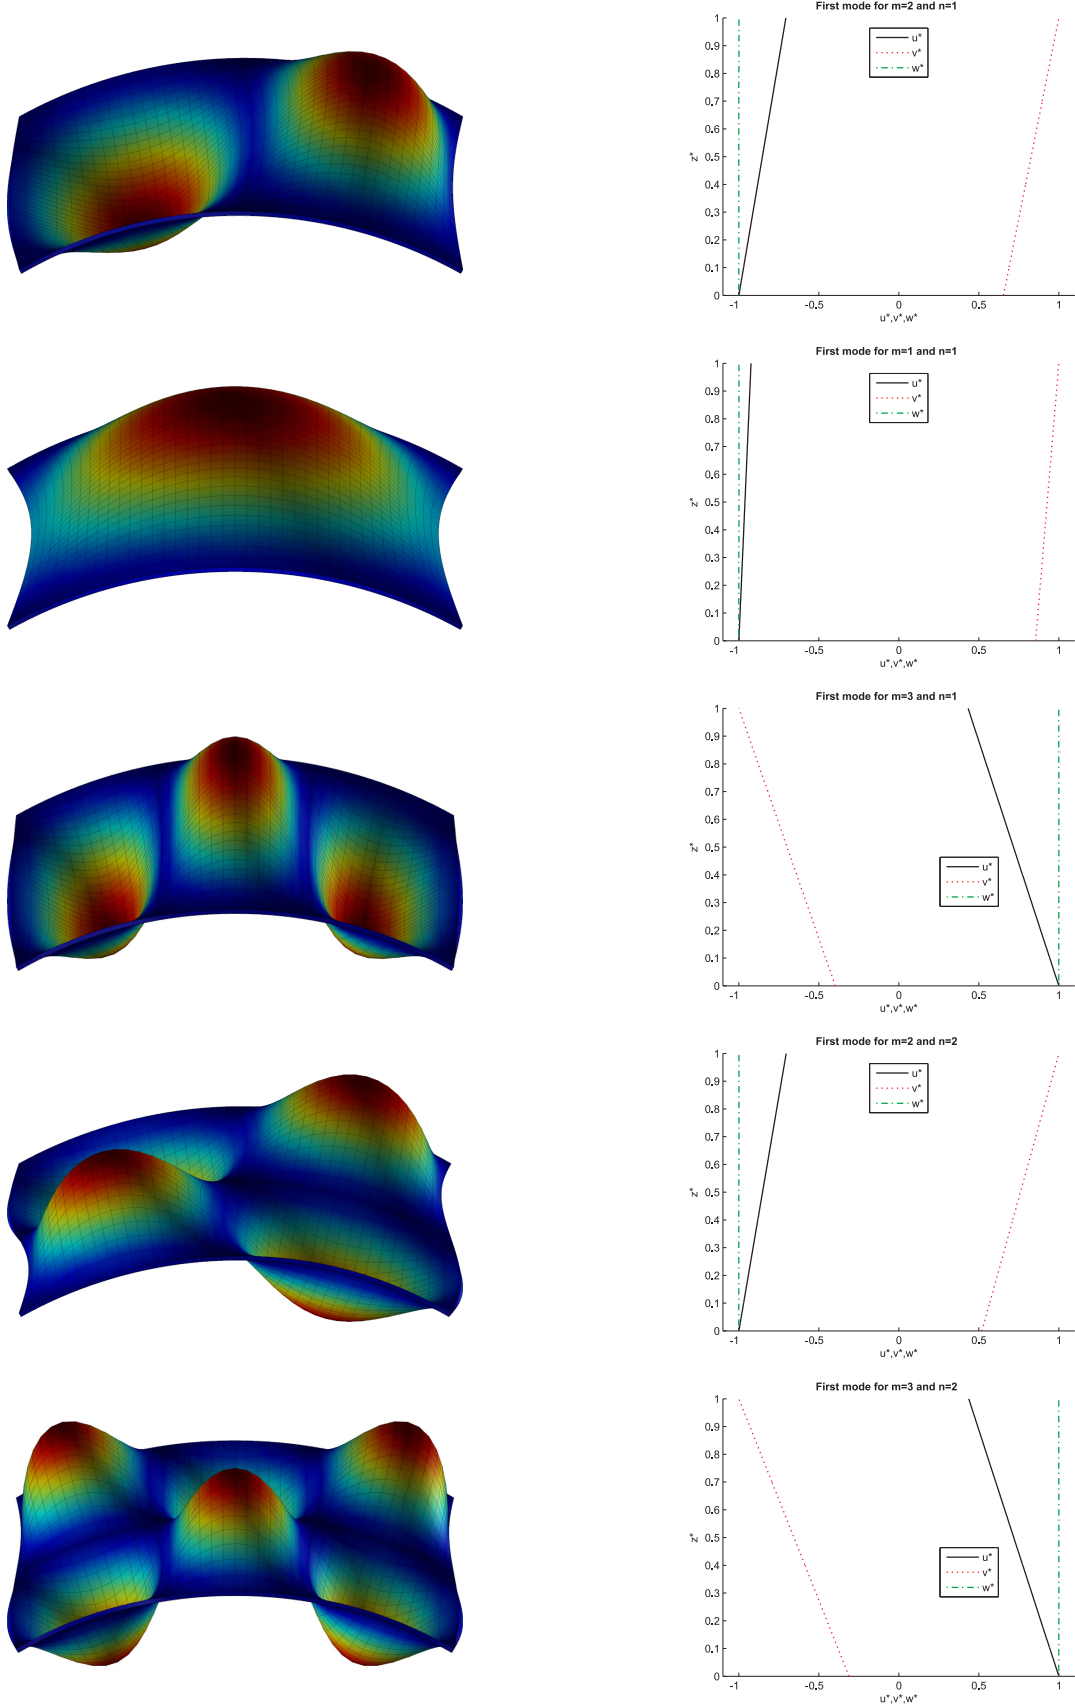 First mode for m=2 and n=1
1
0.9
0.8
0.7
0.6
0.5
0.4
0.3
0.2
0.1
0
z*
u*
v*
w*
-1 -0.5 0 0.5 1
u*,v*,w*
First mode for m=1 and n=1
1
0.9
0.8
0.7
0.6
0.5
0.4
0.3
0.2
0.1
0
z*
u*
v*
w*
-1 -0.5 0 0.5 1
u*,v*,w*
First mode for m=3 and n=1
1
0.9
0.8
0.7
0.6
0.5
0.4
0.3
0.2
0.1
0
z*
u*
v*
w*
-1 -0.5 0 0.5 1
u*,v*,w*
First mode for m=2 and n=2
1
0.9
0.8
0.7
0.6
0.5
0.4
0.3
0.2
0.1
0
z*
u*
v*
w*
-1 -0.5 0 0.5 1
u*,v*,w*
First mode for m=3 and n=2
1
0.9
0.8
0.7
0.6
0.5
0.4
0.3
0.2
0.1
0
z*
u*
v*
w*
-1 -0.5 0 0.5 1
u*,v*,w*